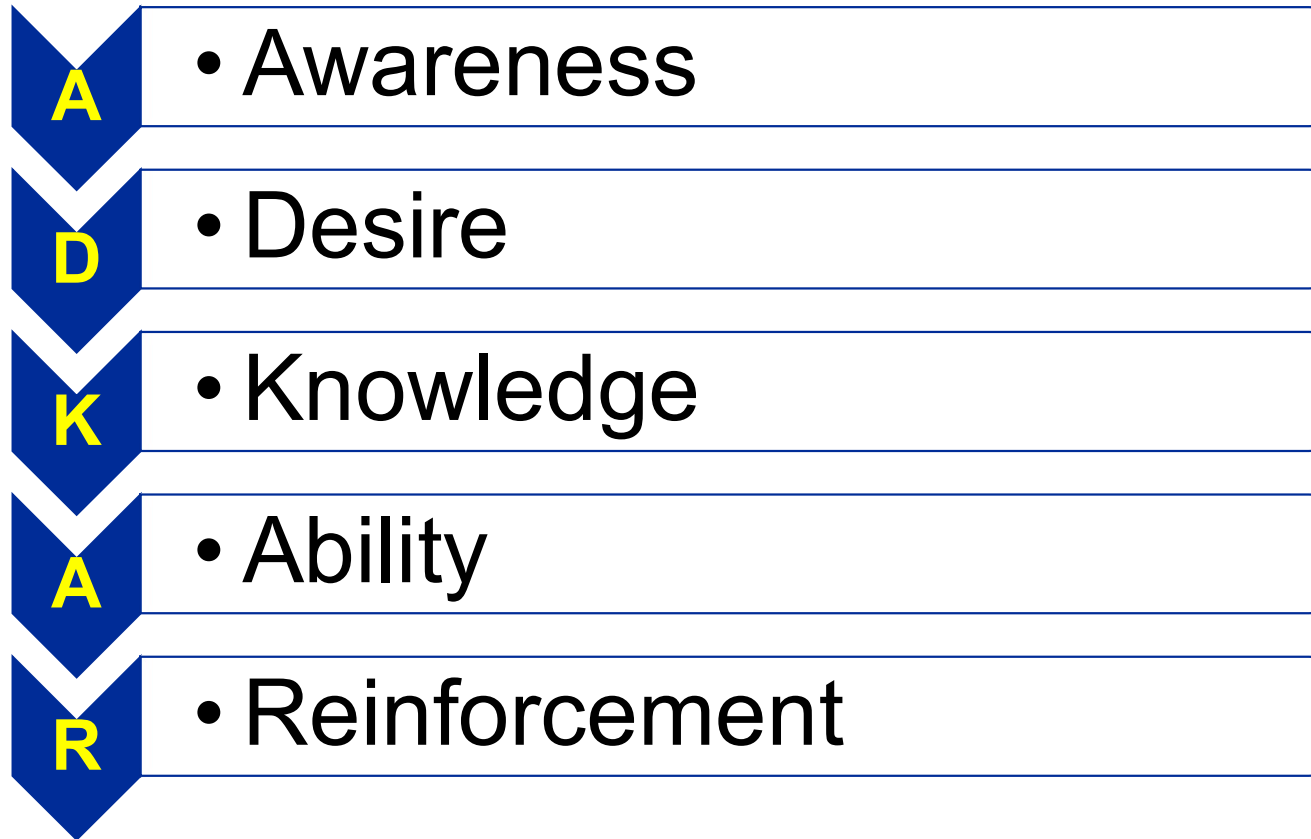 A
• Awareness
D
• Desire
K
• Knowledge
A
• Ability
R
• Reinforcement